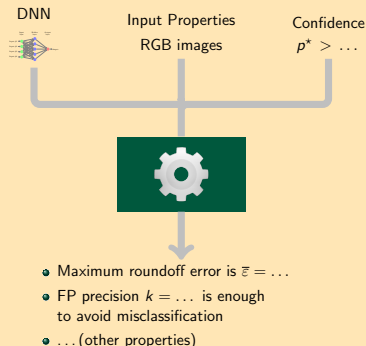 DNN
Input Properties
RGB images
Confidence
p* > ...
Maximum roundoff error is ε̅ = ...
FP precision k = ... is enough
to avoid misclassification
...(other properties)